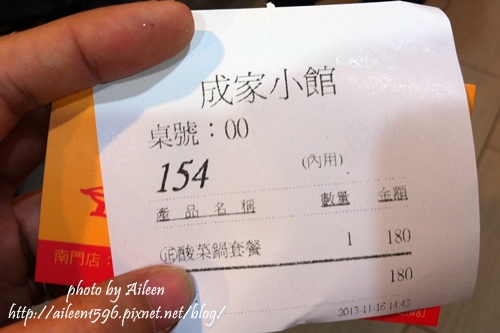 成家小館
桌號：00
154 (內用)
產品名稱 數量 金額
正酸菜鍋套餐 1 180
180
2013-11-16 14:43
南門店：
photo by Aileen
http://aileen1596.pixnet.net/blog/